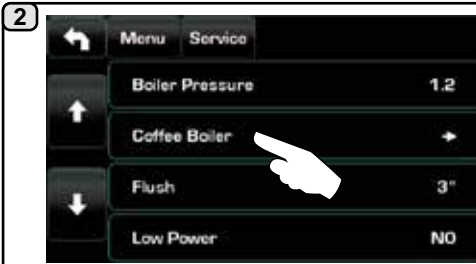 2
Menu Service
Boiler Pressure 1.2
Coffee Boiler
Flush 3"
Low Power NO